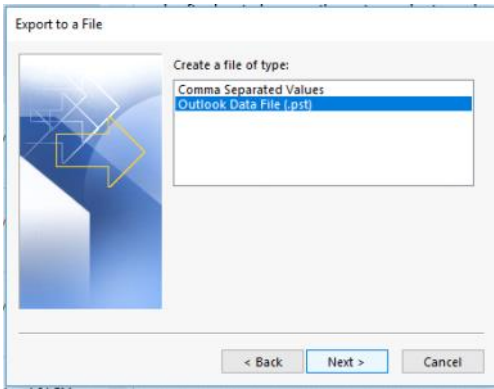 Export to a File
Create a file of type:
Comma Separated Values
Outlook Data File (.pst)
< Back
Next >
Cancel